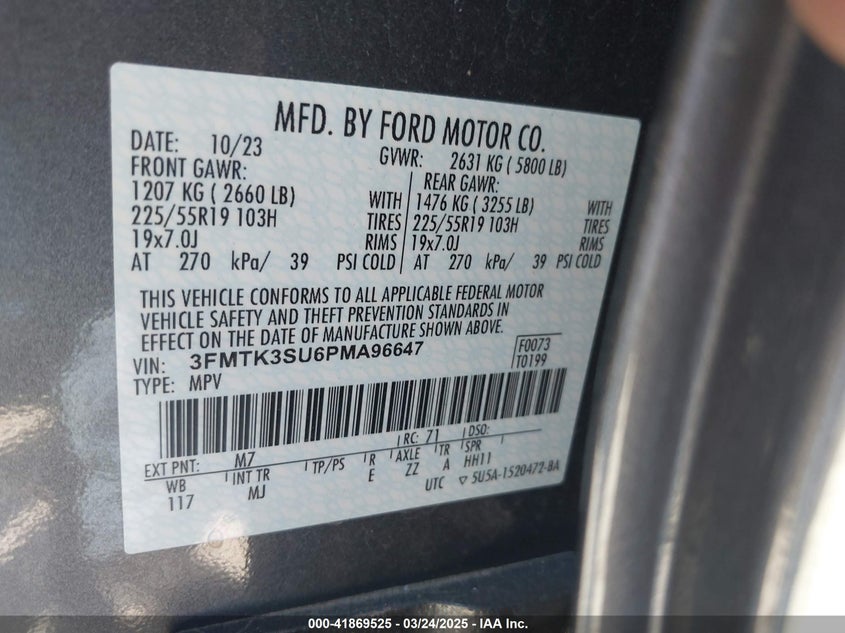 MFD. BY FORD MOTOR CO.
DATE: 10/23 GVWR: 2631 KG ( 5800 LB)
FRONT GAWR: REAR GAWR:
1207 KG ( 2660 LB) WITH 1476 KG ( 3255 LB) WITH
225/55R19 103H TIRES 225/55R19 103H TIRES
19x7.0J RIMS 19x7.0J RIMS
AT 270 kPa/ 39 PSI COLD AT 270 kPa/ 39 PSI COLD
THIS VEHICLE CONFORMS TO ALL APPLICABLE FEDERAL MOTOR
VEHICLE SAFETY AND THEFT PREVENTION STANDARDS IN
EFFECT ON THE DATE OF MANUFACTURE SHOWN ABOVE.
VIN: 3FMTK3SU6PMA96647 F0073
TYPE: MPV T0199
EXT PNT: M7 RC: 71 DSO:
WB INT TR TP/PS R AXLE TR SPR
117 MJ E ZZ A HH11
UTC 5U5A-1520472-BA
000-41869525 - 03/24/2025 - IAA Inc.